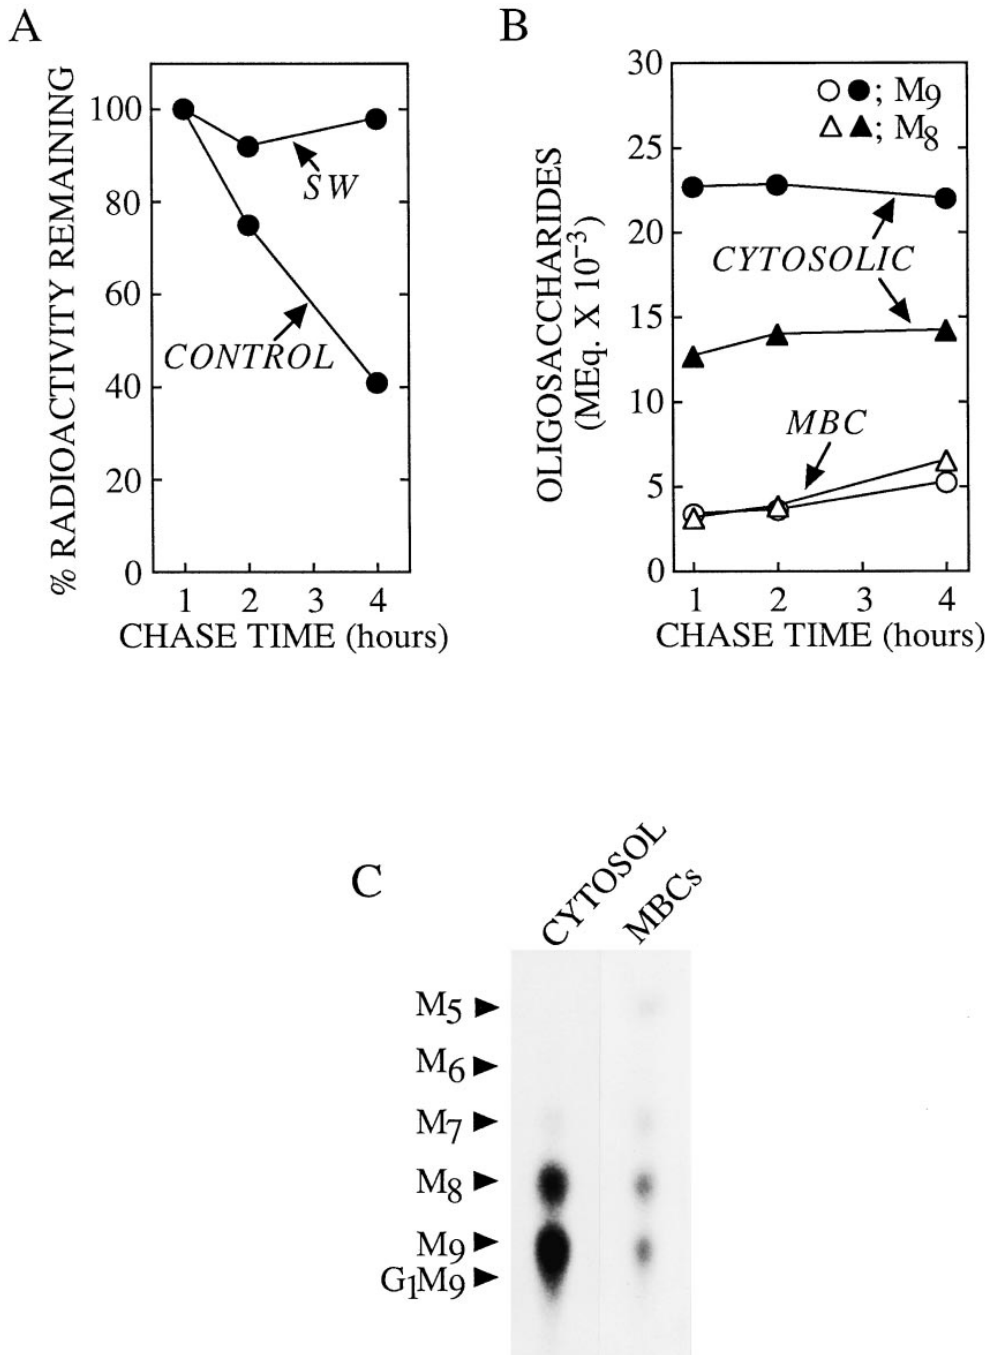 A
% RADIOACTIVITY REMAINING
100
80
60
40
20
0
SW
CONTROL
1 2 3 4
CHASE TIME (hours)
B
OLIGOSACCHARIDES
(MEq. X 10⁻³)
30
25
20
15
10
5
0
○●; M₉
△▲; M₈
CYTOSOLIC
MBC
1 2 3 4
CHASE TIME (hours)
C
CYTOSOL
MBCs
M₅ ►
M₆ ►
M₇ ►
M₈ ►
M₉ ►
G₁M₉ ►